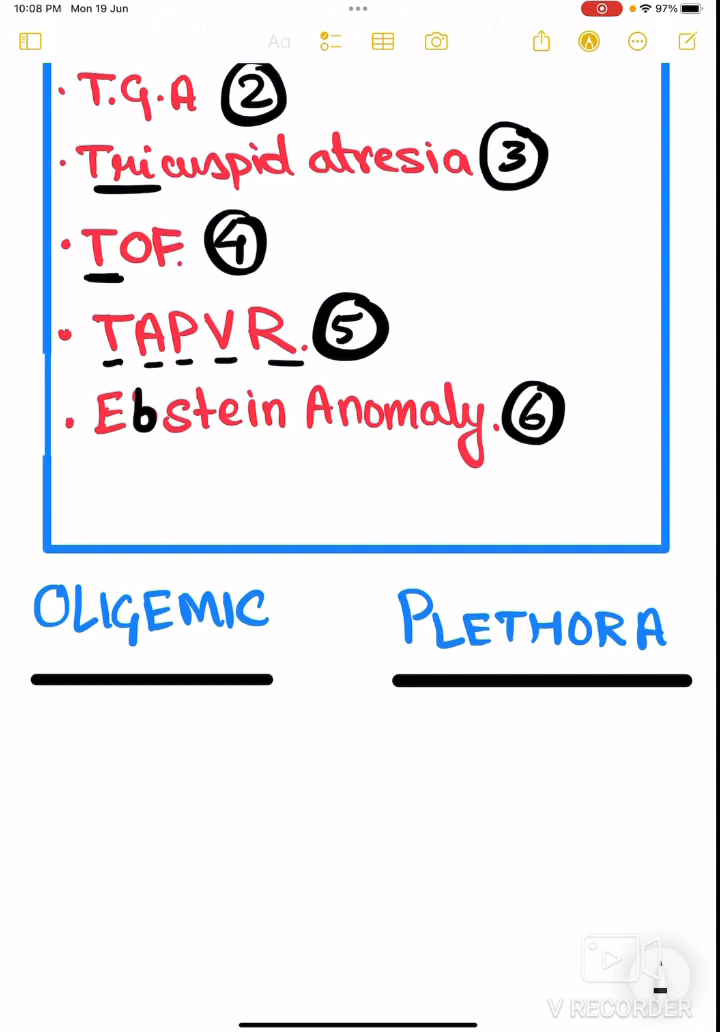 10:08 PM Mon 19 Jun 97%
Aa
· T.G.A 2
· Tricuspid atresia 3
· TOF. 4
· TAPVR. 5
· Ebstein Anomaly. 6
OLIGEMIC PLETHORA
V RECORDER